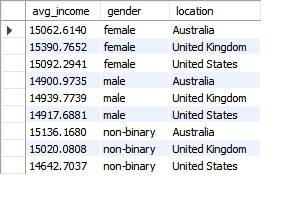 avg_income gender location
15062.6140 female Australia
15390.7652 female United Kingdom
15092.2941 female United States
14900.9735 male Australia
14939.7739 male United Kingdom
14917.6881 male United States
15136.1680 non-binary Australia
15020.0808 non-binary United Kingdom
14642.7037 non-binary United States